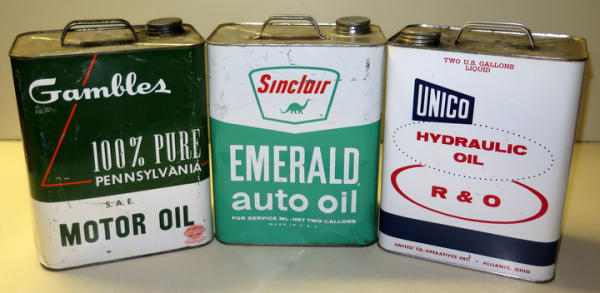 Gambles
100% PURE
PENNSYLVANIA
S.A.E.
MOTOR OIL
Sinclair
EMERALD
auto oil
FOR SERVICE ML-NET TWO GALLONS
MADE IN U.S.A.
TWO U.S. GALLONS
LIQUID
UNICO
HYDRAULIC
OIL
R & O
UNITED CO-OPERATIVES INC. • ALLIANCE, OHIO